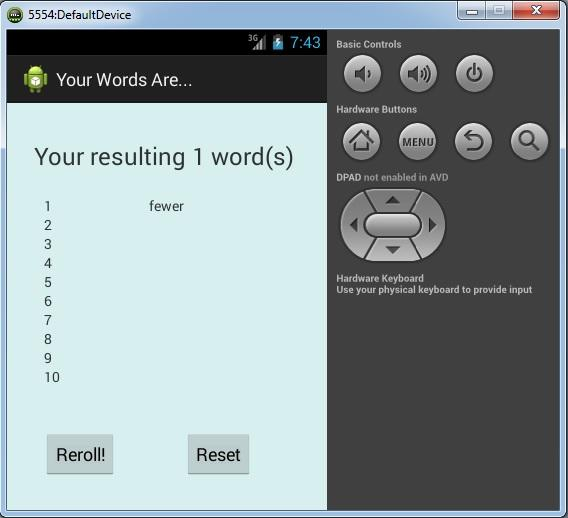 5554:DefaultDevice
3G 7:43
Your Words Are...
Your resulting 1 word(s)
1 fewer
2
3
4
5
6
7
8
9
10
Reroll!
Reset
Basic Controls
Hardware Buttons
MENU
DPAD not enabled in AVD
Hardware Keyboard
Use your physical keyboard to provide input